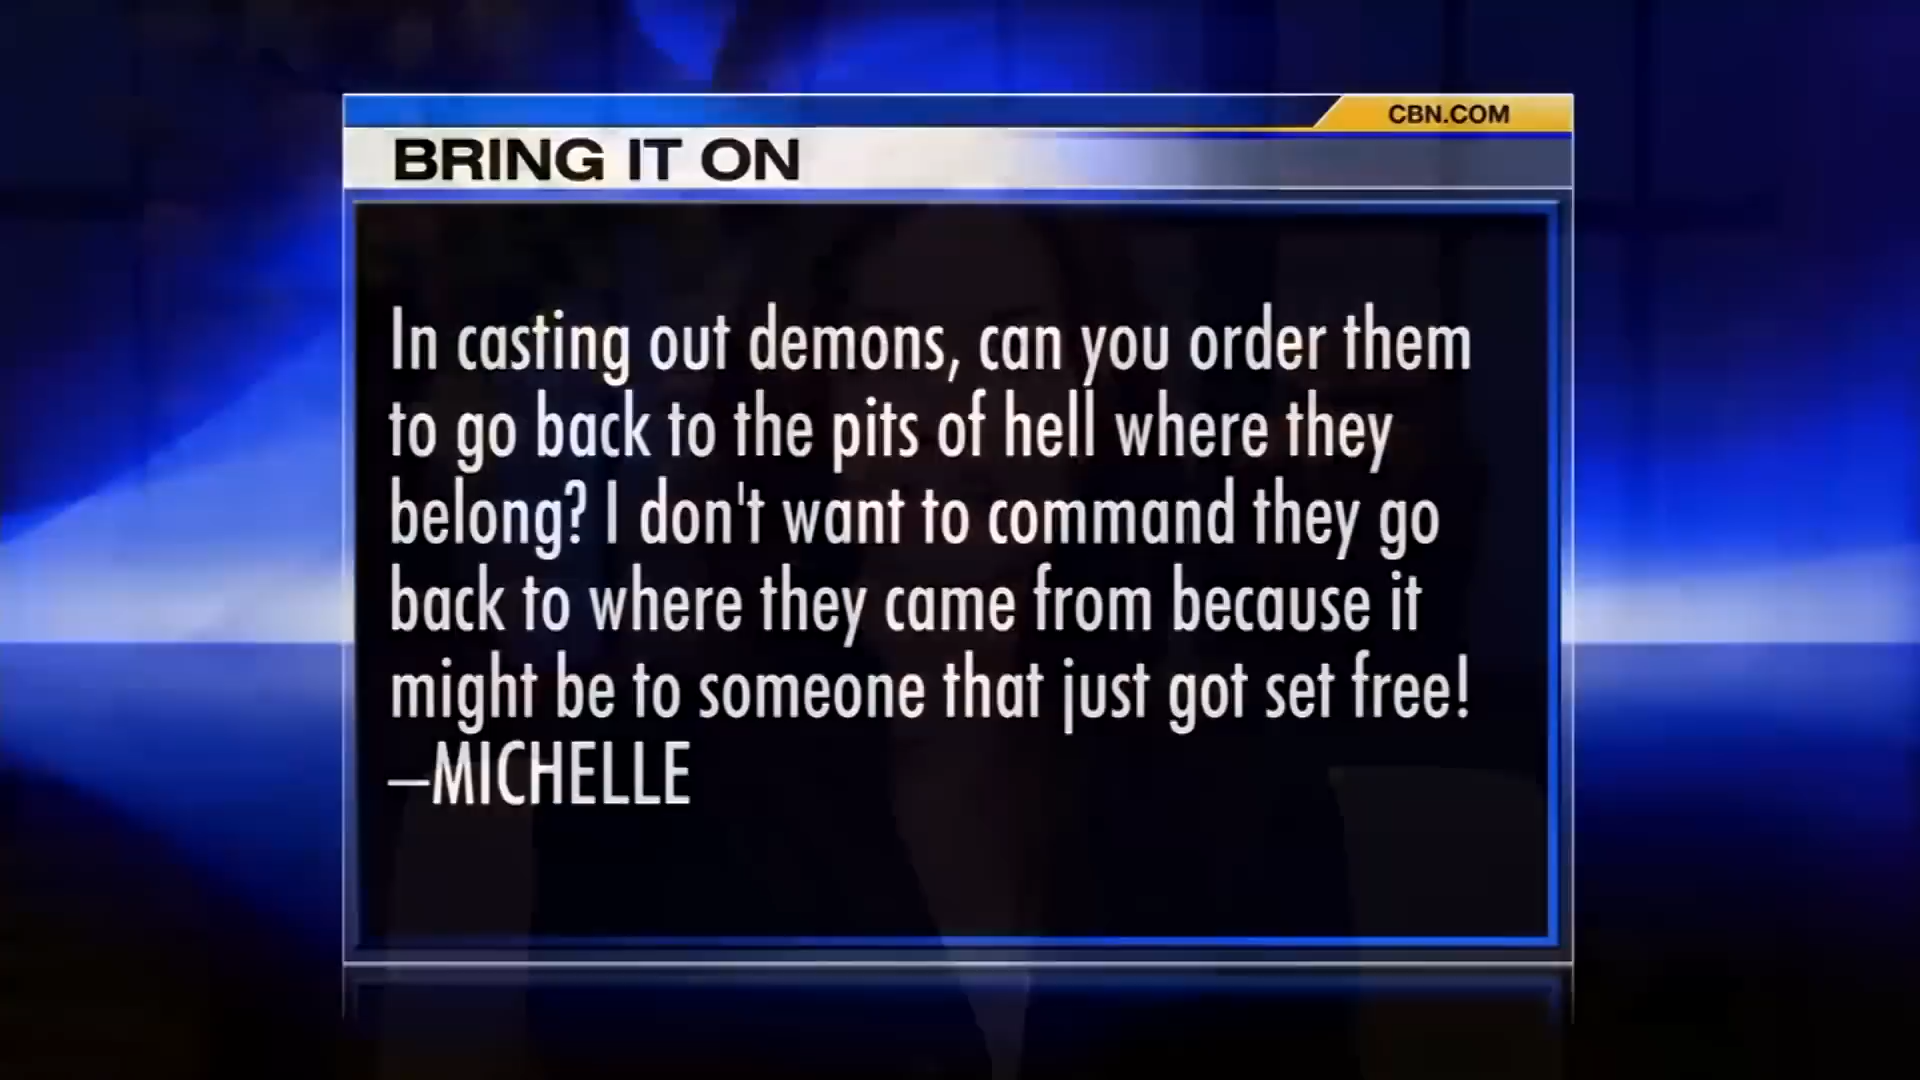 CBN.COM
BRING IT ON
In casting out demons, can you order them
to go back to the pits of hell where they
belong? I don't want to command they go
back to where they came from because it
might be to someone that just got set free!
–MICHELLE